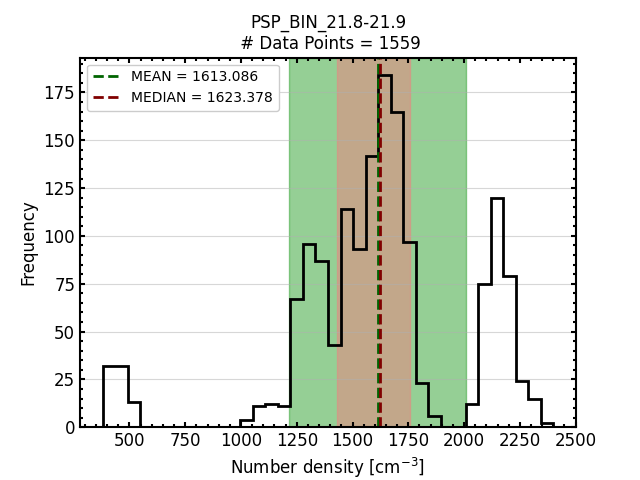 PSP_BIN_21.8-21.9
# Data Points = 1559
MEAN = 1613.086
MEDIAN = 1623.378
Frequency
175
150
125
100
75
50
25
0
500 750 1000 1250 1500 1750 2000 2250 2500
Number density [cm⁻³]